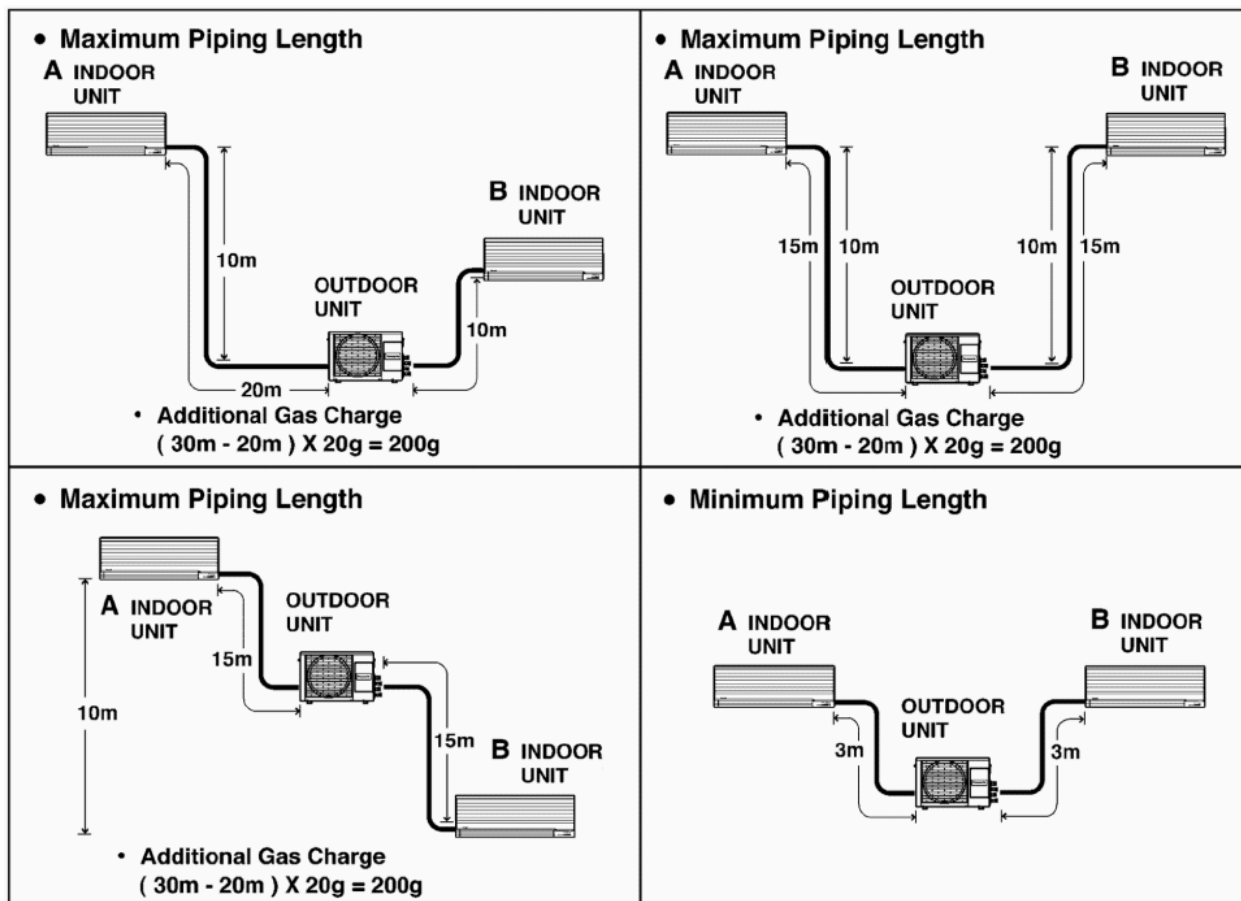 • Maximum Piping Length
A INDOOR
UNIT
10m
B INDOOR
UNIT
OUTDOOR
UNIT
10m
20m
• Additional Gas Charge
( 30m - 20m ) X 20g = 200g
• Maximum Piping Length
A INDOOR
UNIT
B INDOOR
UNIT
15m
10m
10m
15m
OUTDOOR
UNIT
• Additional Gas Charge
( 30m - 20m ) X 20g = 200g
• Maximum Piping Length
A INDOOR
UNIT
OUTDOOR
UNIT
15m
10m
15m
B INDOOR
UNIT
• Additional Gas Charge
( 30m - 20m ) X 20g = 200g
• Minimum Piping Length
A INDOOR
UNIT
B INDOOR
UNIT
OUTDOOR
UNIT
3m
3m